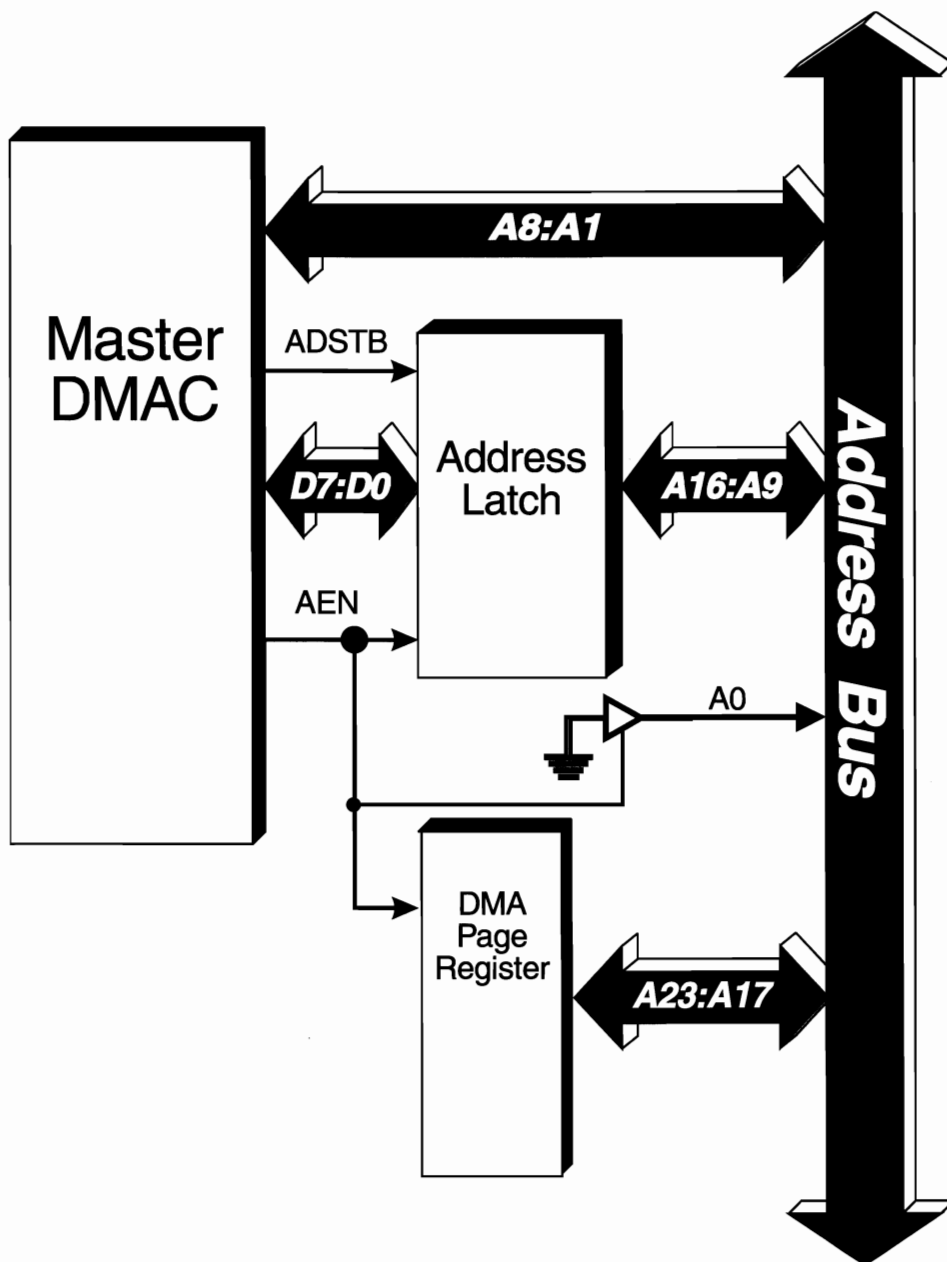 A8:A1
Master
DMAC
ADSTB
D7:D0
Address
Latch
A16:A9
AEN
A0
Address Bus
DMA
Page
Register
A23:A17